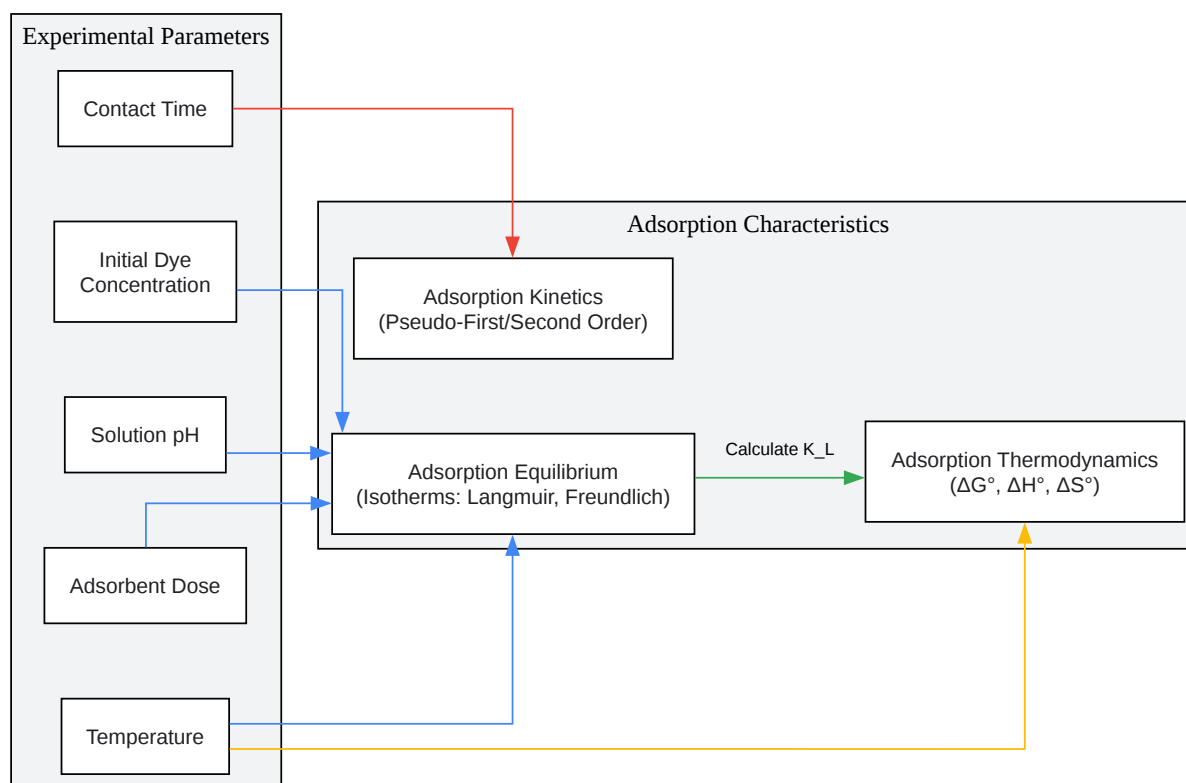 Experimental Parameters
Contact Time
Initial Dye
Concentration
Solution pH
Adsorbent Dose
Temperature
Adsorption Characteristics
Adsorption Kinetics
(Pseudo-First/Second Order)
Adsorption Equilibrium
(Isotherms: Langmuir, Freundlich)
Calculate K_L
Adsorption Thermodynamics
(ΔG°, ΔH°, ΔS°)